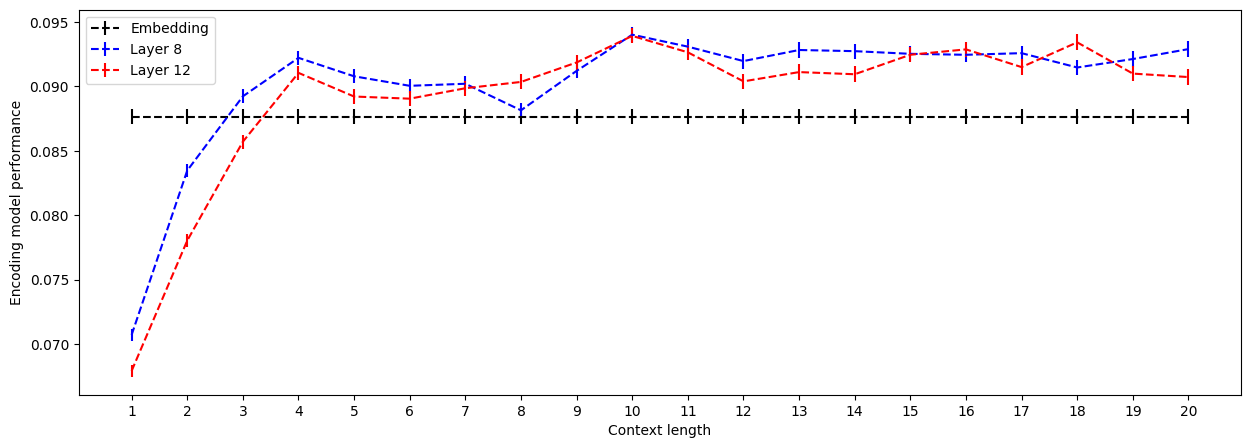 0.095
0.090
0.085
0.080
0.075
0.070
Encoding model performance
Embedding
Layer 8
Layer 12
1 2 3 4 5 6 7 8 9 10 11 12 13 14 15 16 17 18 19 20
Context length